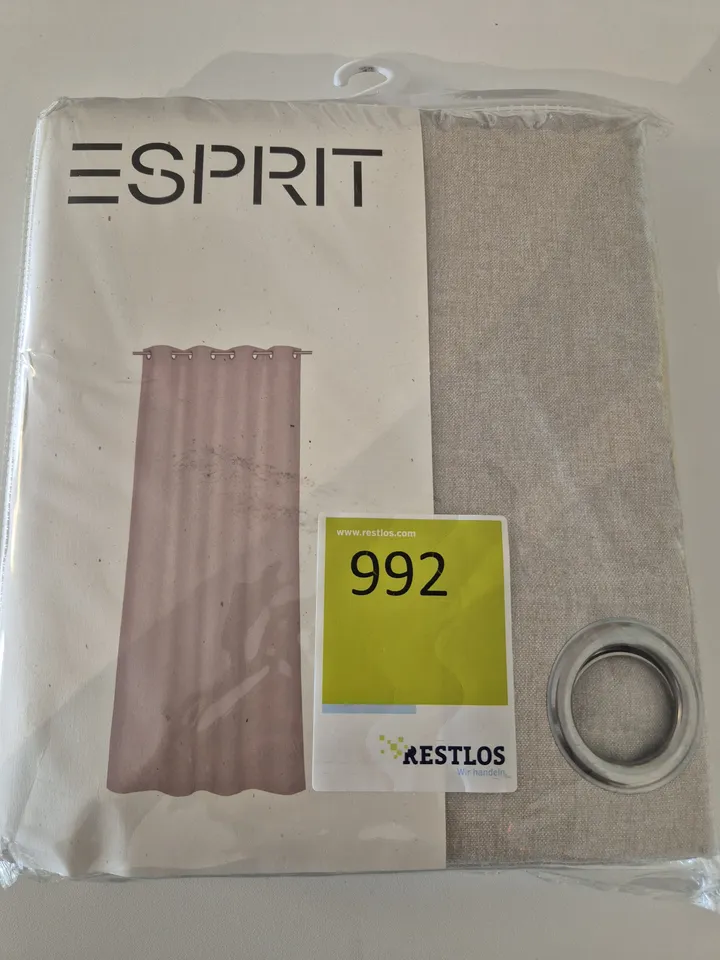 ESPRIT
www.restlos.com
992
RESTLOS
Wir handeln.